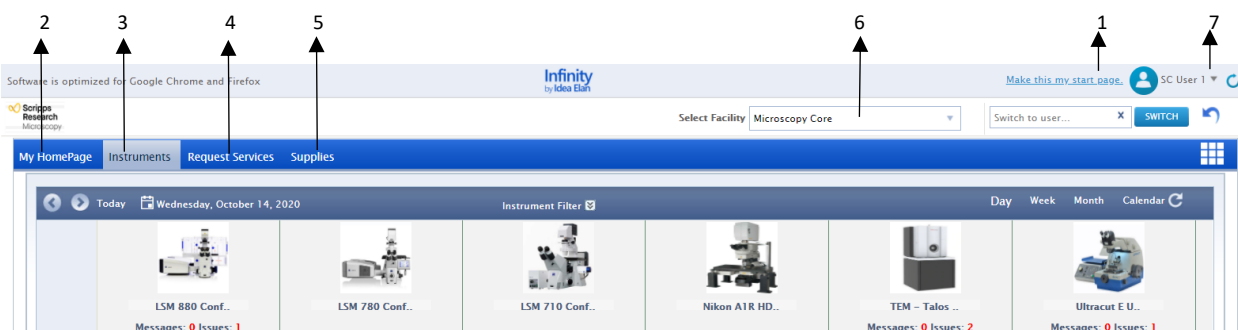 2 3 4 5 6 1 7
Software is optimized for Google Chrome and Firefox Infinity Make this my start page. SC User 1
by Idea Elan
Scripps
Research
Microscopy
Select Facility Microscopy Core Switch to user... x SWITCH
My HomePage Instruments Request Services Supplies
Today Wednesday, October 14, 2020 Instrument Filter Day Week Month Calendar
LSM 880 Conf.. LSM 780 Conf.. LSM 710 Conf.. Nikon A1R HD.. TEM – Talos .. Ultracut E U..
Messages: 0 Issues: 1 Messages: 0 Issues: 2 Messages: 0 Issues: 1